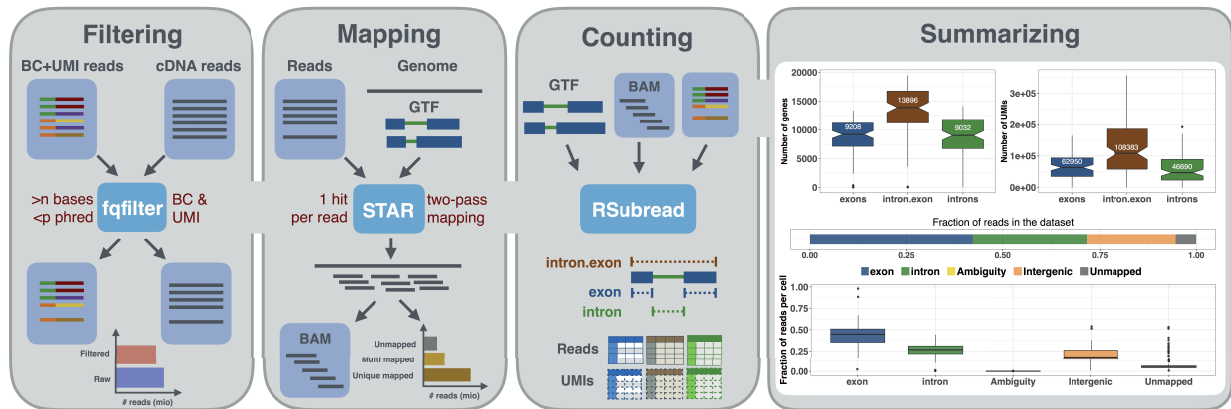 Filtering
BC+UMI reads
cDNA reads
>n bases
<p phred
fqfilter
BC &
UMI
Filtered
Raw
# reads (mio)
Mapping
Reads
Genome
GTF
1 hit
per read
STAR
two-pass
mapping
BAM
Unmapped
Multi mapped
Unique mapped
# reads (mio)
Counting
GTF
BAM
RSubread
intron.exon
exon
intron
Reads
UMIs
Summarizing
Number of genes
20000
15000
10000
5000
0
9208
13896
9032
exons
intron.exon
introns
Number of UMIs
3e+05
2e+05
1e+05
0e+00
62950
108383
46690
exons
intron.exon
introns
Fraction of reads in the dataset
0.00
0.25
0.50
0.75
1.00
exon
intron
Ambiguity
Intergenic
Unmapped
Fraction of reads per cell
1.00
0.75
0.50
0.25
0.00
exon
intron
Ambiguity
Intergenic
Unmapped